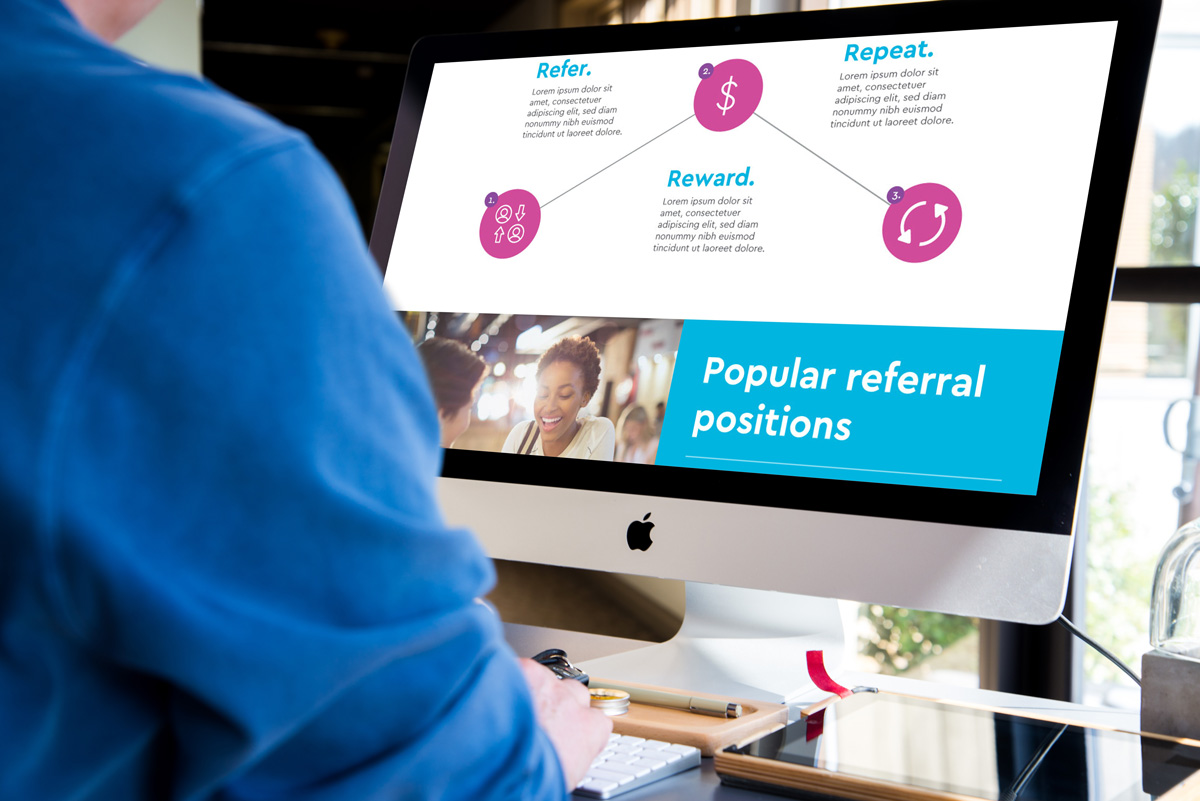 Refer.
Lorem ipsum dolor sit
amet, consectetuer
adipiscing elit, sed diam
nonummy nibh euismod
tincidunt ut laoreet dolore.
1.
2.
$
Reward.
Lorem ipsum dolor sit
amet, consectetuer
adipiscing elit, sed diam
nonummy nibh euismod
tincidunt ut laoreet dolore.
Repeat.
Lorem ipsum dolor sit
amet, consectetuer
adipiscing elit, sed diam
nonummy nibh euismod
tincidunt ut laoreet dolore.
3.
Popular referral
positions